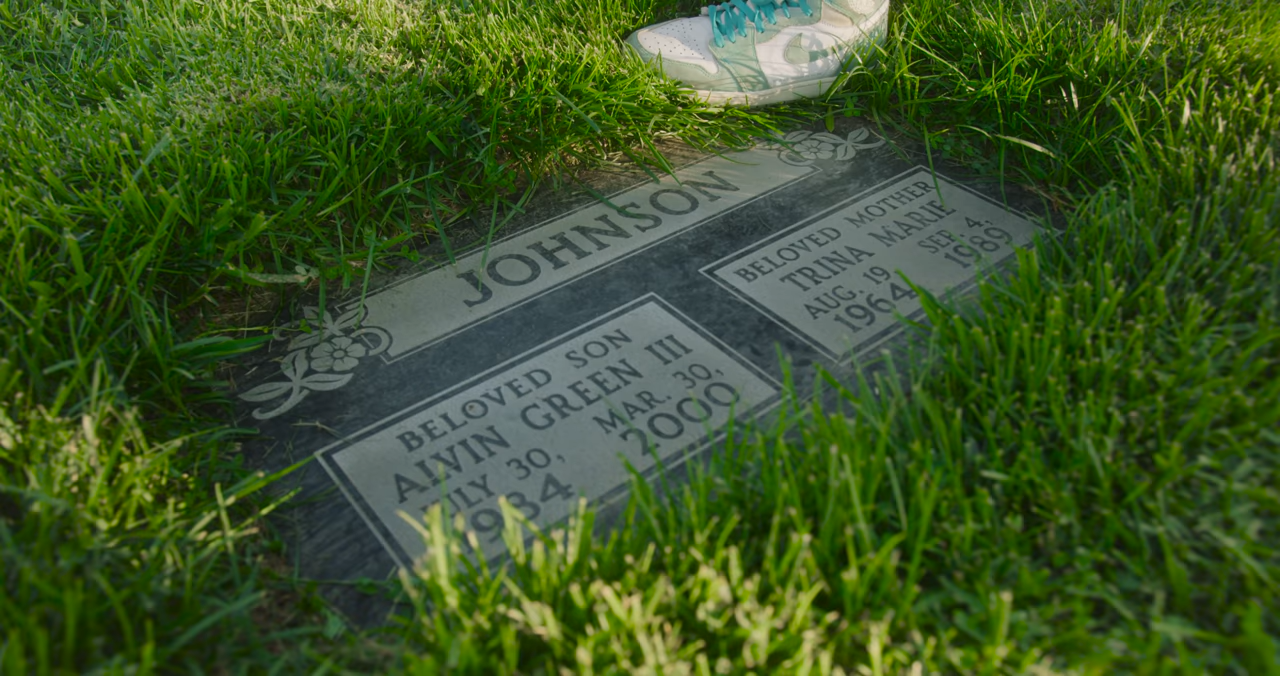 JOHNSON
BELOVED SON
ALVIN GREEN III
JULY 30,
1984
MAR. 30,
2000
BELOVED MOTHER
TRINA MARIE
AUG. 19
1964
SEP. 4,
1989